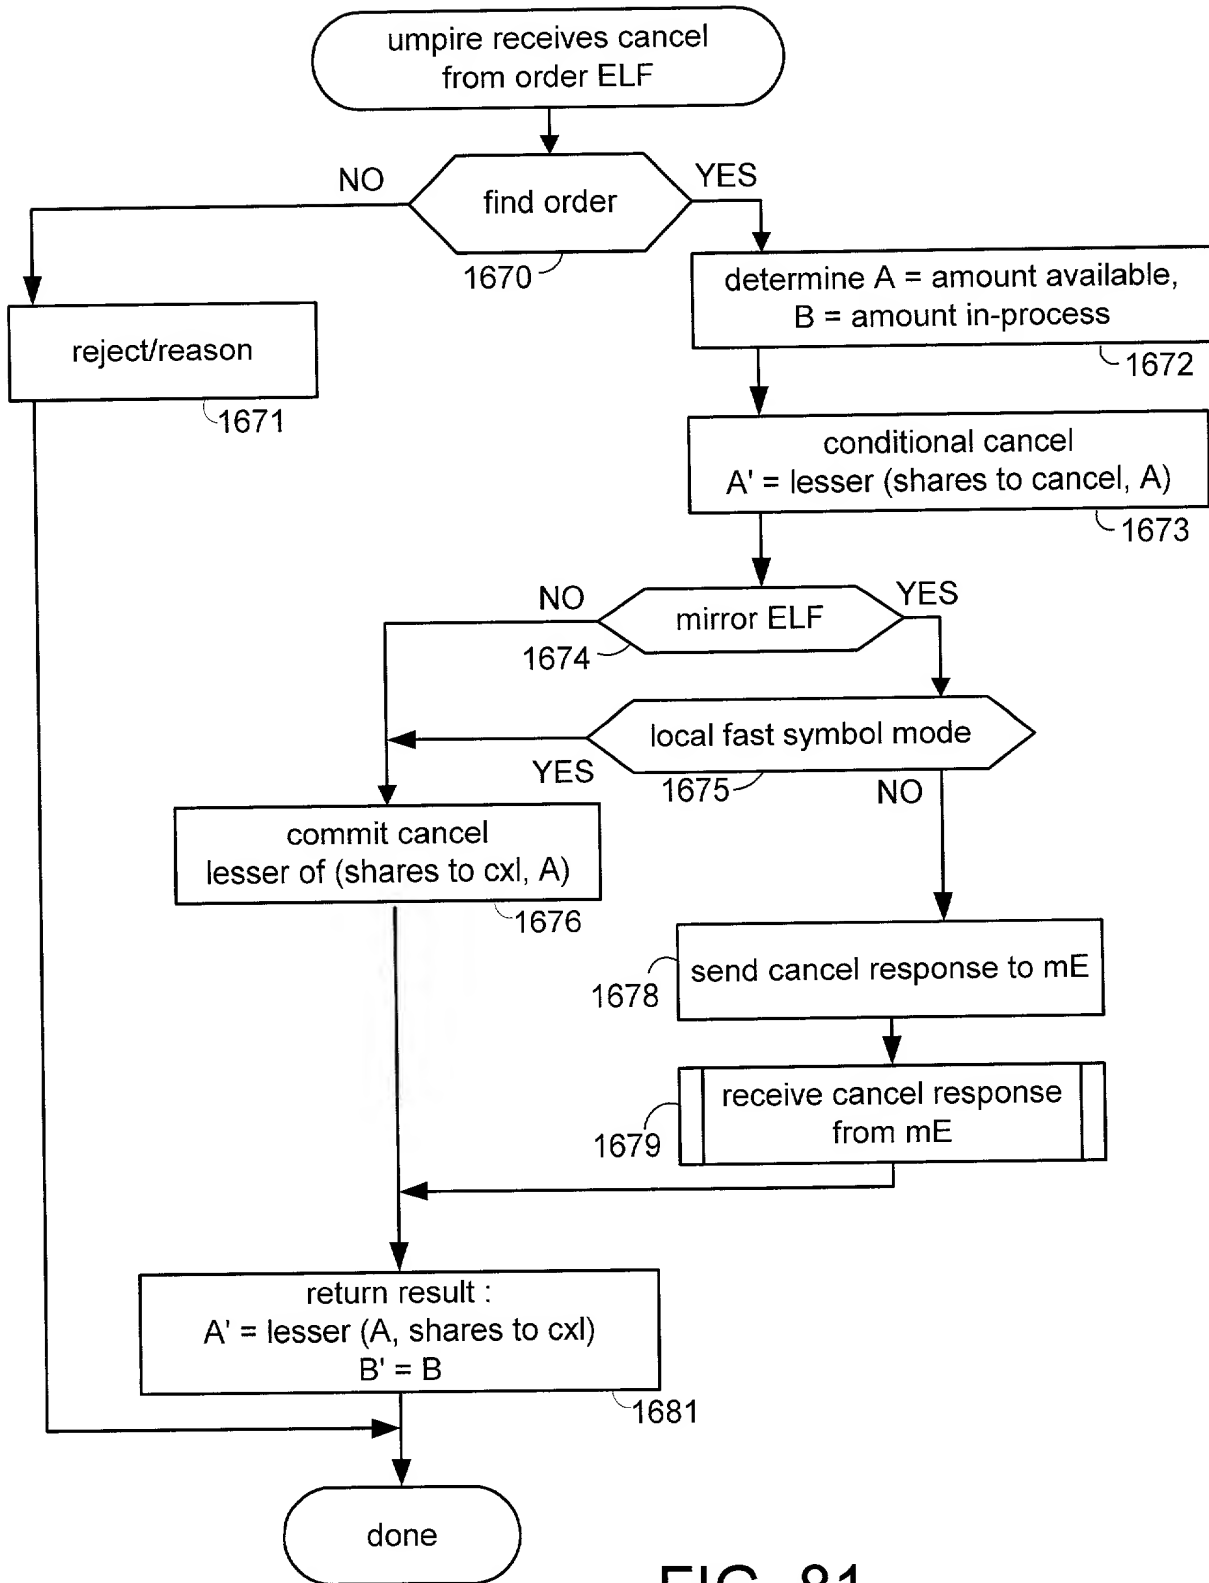 umpire receives cancel
from order ELF
NO
YES
find order
1670
determine A = amount available,
B = amount in-process
1672
reject/reason
1671
conditional cancel
A' = lesser (shares to cancel, A)
1673
NO
YES
mirror ELF
1674
local fast symbol mode
YES
1675
NO
commit cancel
lesser of (shares to cxl, A)
1676
send cancel response to mE
1678
receive cancel response
from mE
1679
return result :
A' = lesser (A, shares to cxl)
B' = B
1681
done
FIG. 81